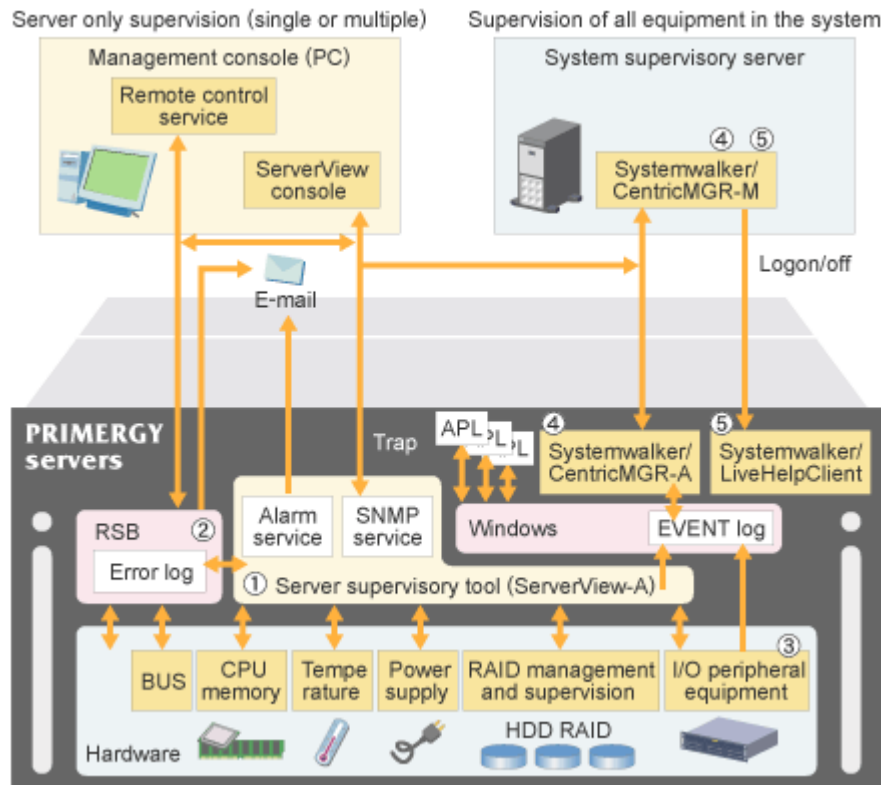 Server only supervision (single or multiple)
Supervision of all equipment in the system
Management console (PC)
Remote control
service
ServerView
console
System supervisory server
④ ⑤
Systemwalker/
CentricMGR-M
E-mail
Logon/off
PRIMERGY
servers
Trap
APL
PL
PL
④
Systemwalker/
CentricMGR-A
⑤
Systemwalker/
LiveHelpClient
RSB ②
Error log
Alarm
service
SNMP
service
Windows
EVENT log
① Server supervisory tool (ServerView-A)
③
BUS
CPU
memory
Tempe
rature
Power
supply
RAID management
and supervision
I/O peripheral
equipment
Hardware
HDD RAID